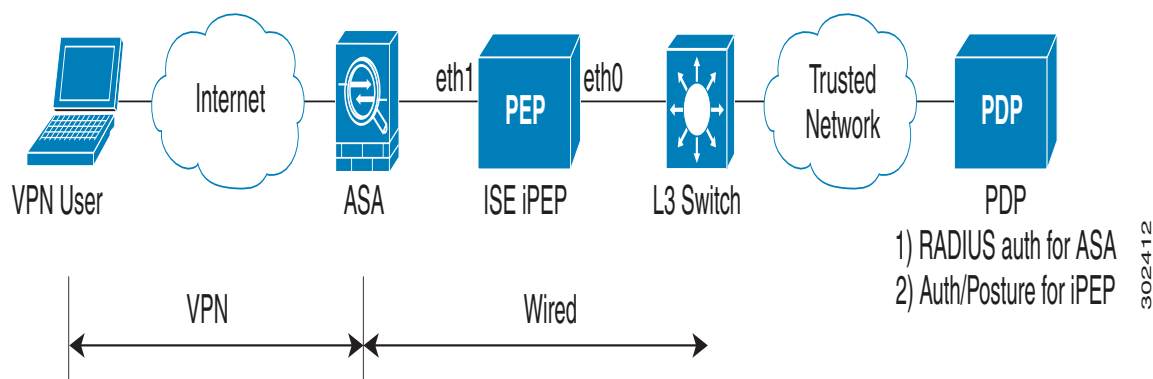 Internet
eth1
PEP
eth0
Trusted
Network
PDP
VPN User
ASA
ISE iPEP
L3 Switch
PDP
1) RADIUS auth for ASA
2) Auth/Posture for iPEP
302412
VPN
Wired